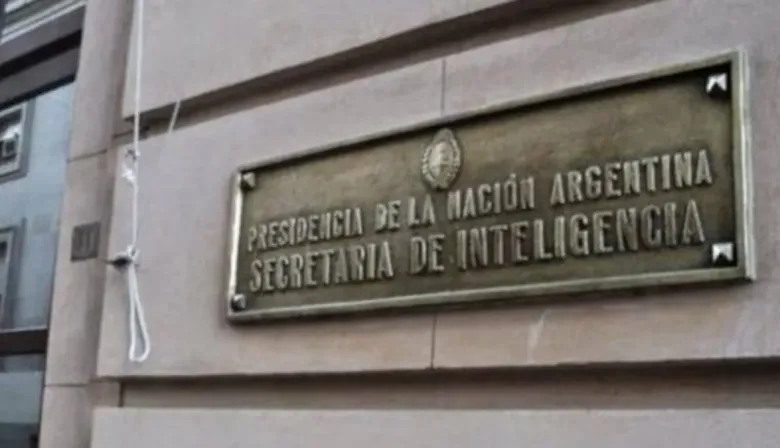 PRESIDENCIA DE LA NACIÓN ARGENTINA
SECRETARIA DE INTELIGENCIA